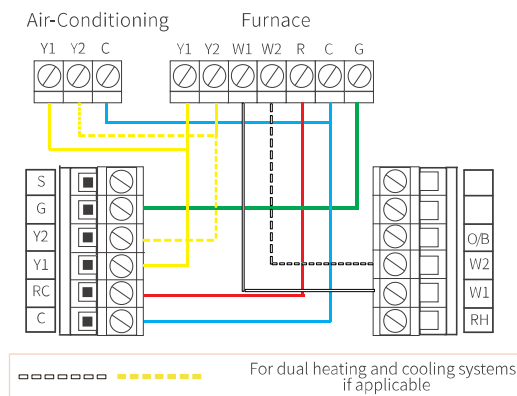 Air-Conditioning Furnace
Y1 Y2 C Y1 Y2 W1 W2 R C G
S
G
Y2 O/B
Y1 W2
RC W1
C RH
For dual heating and cooling systems
if applicable